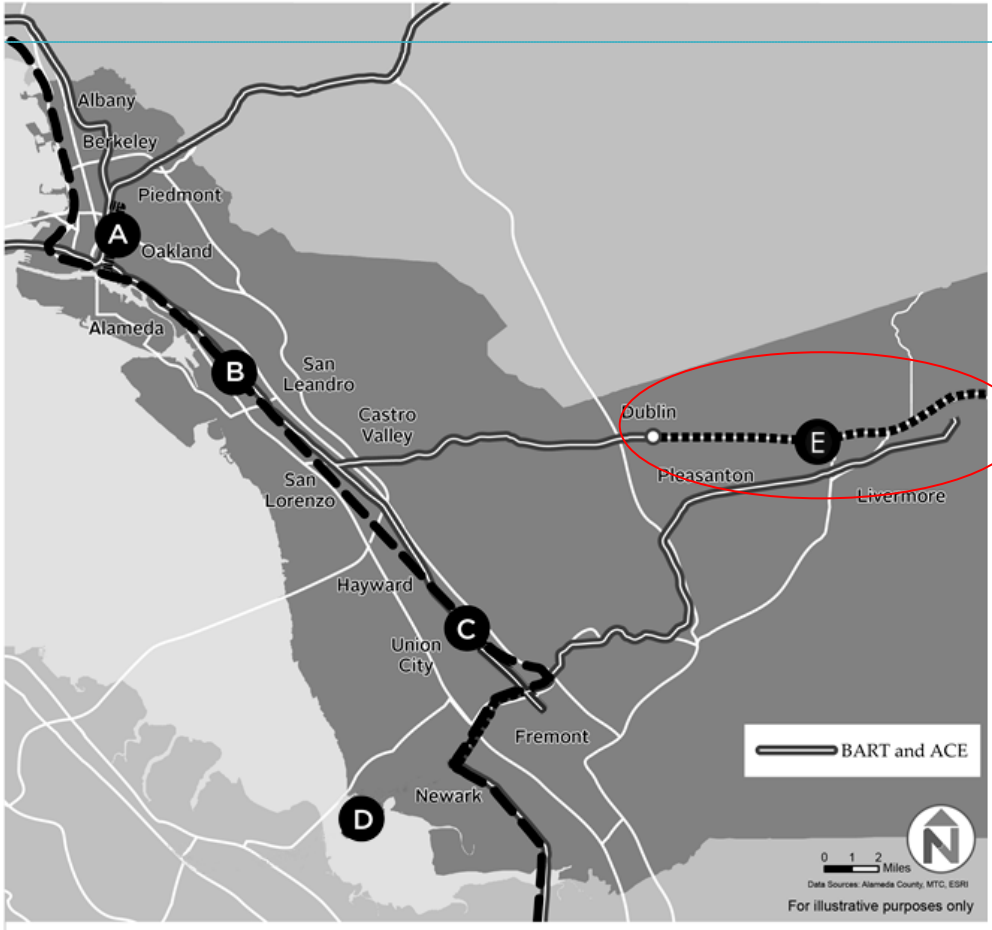 Albany
Berkeley
Piedmont
A
Oakland
Alameda
B
San
Leandro
Castro
Valley
Dublin
E
San
Lorenzo
Pleasanton
Livermore
Hayward
C
Union
City
Fremont
BART and ACE
Newark
D
N
0 1 2
Miles
Data Sources: Alameda County, MTC, ESRI
For illustrative purposes only